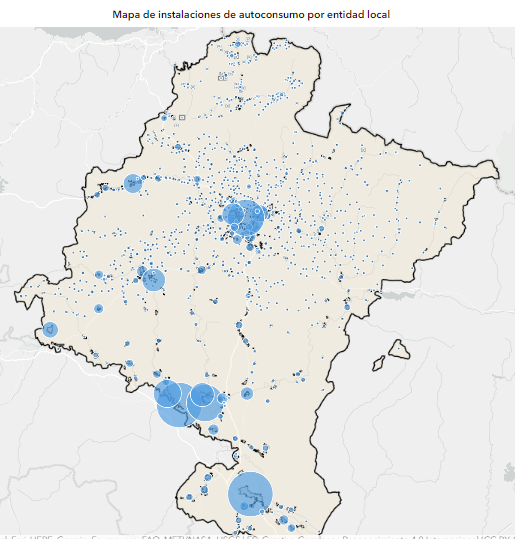 Mapa de instalaciones de autoconsumo por entidad local